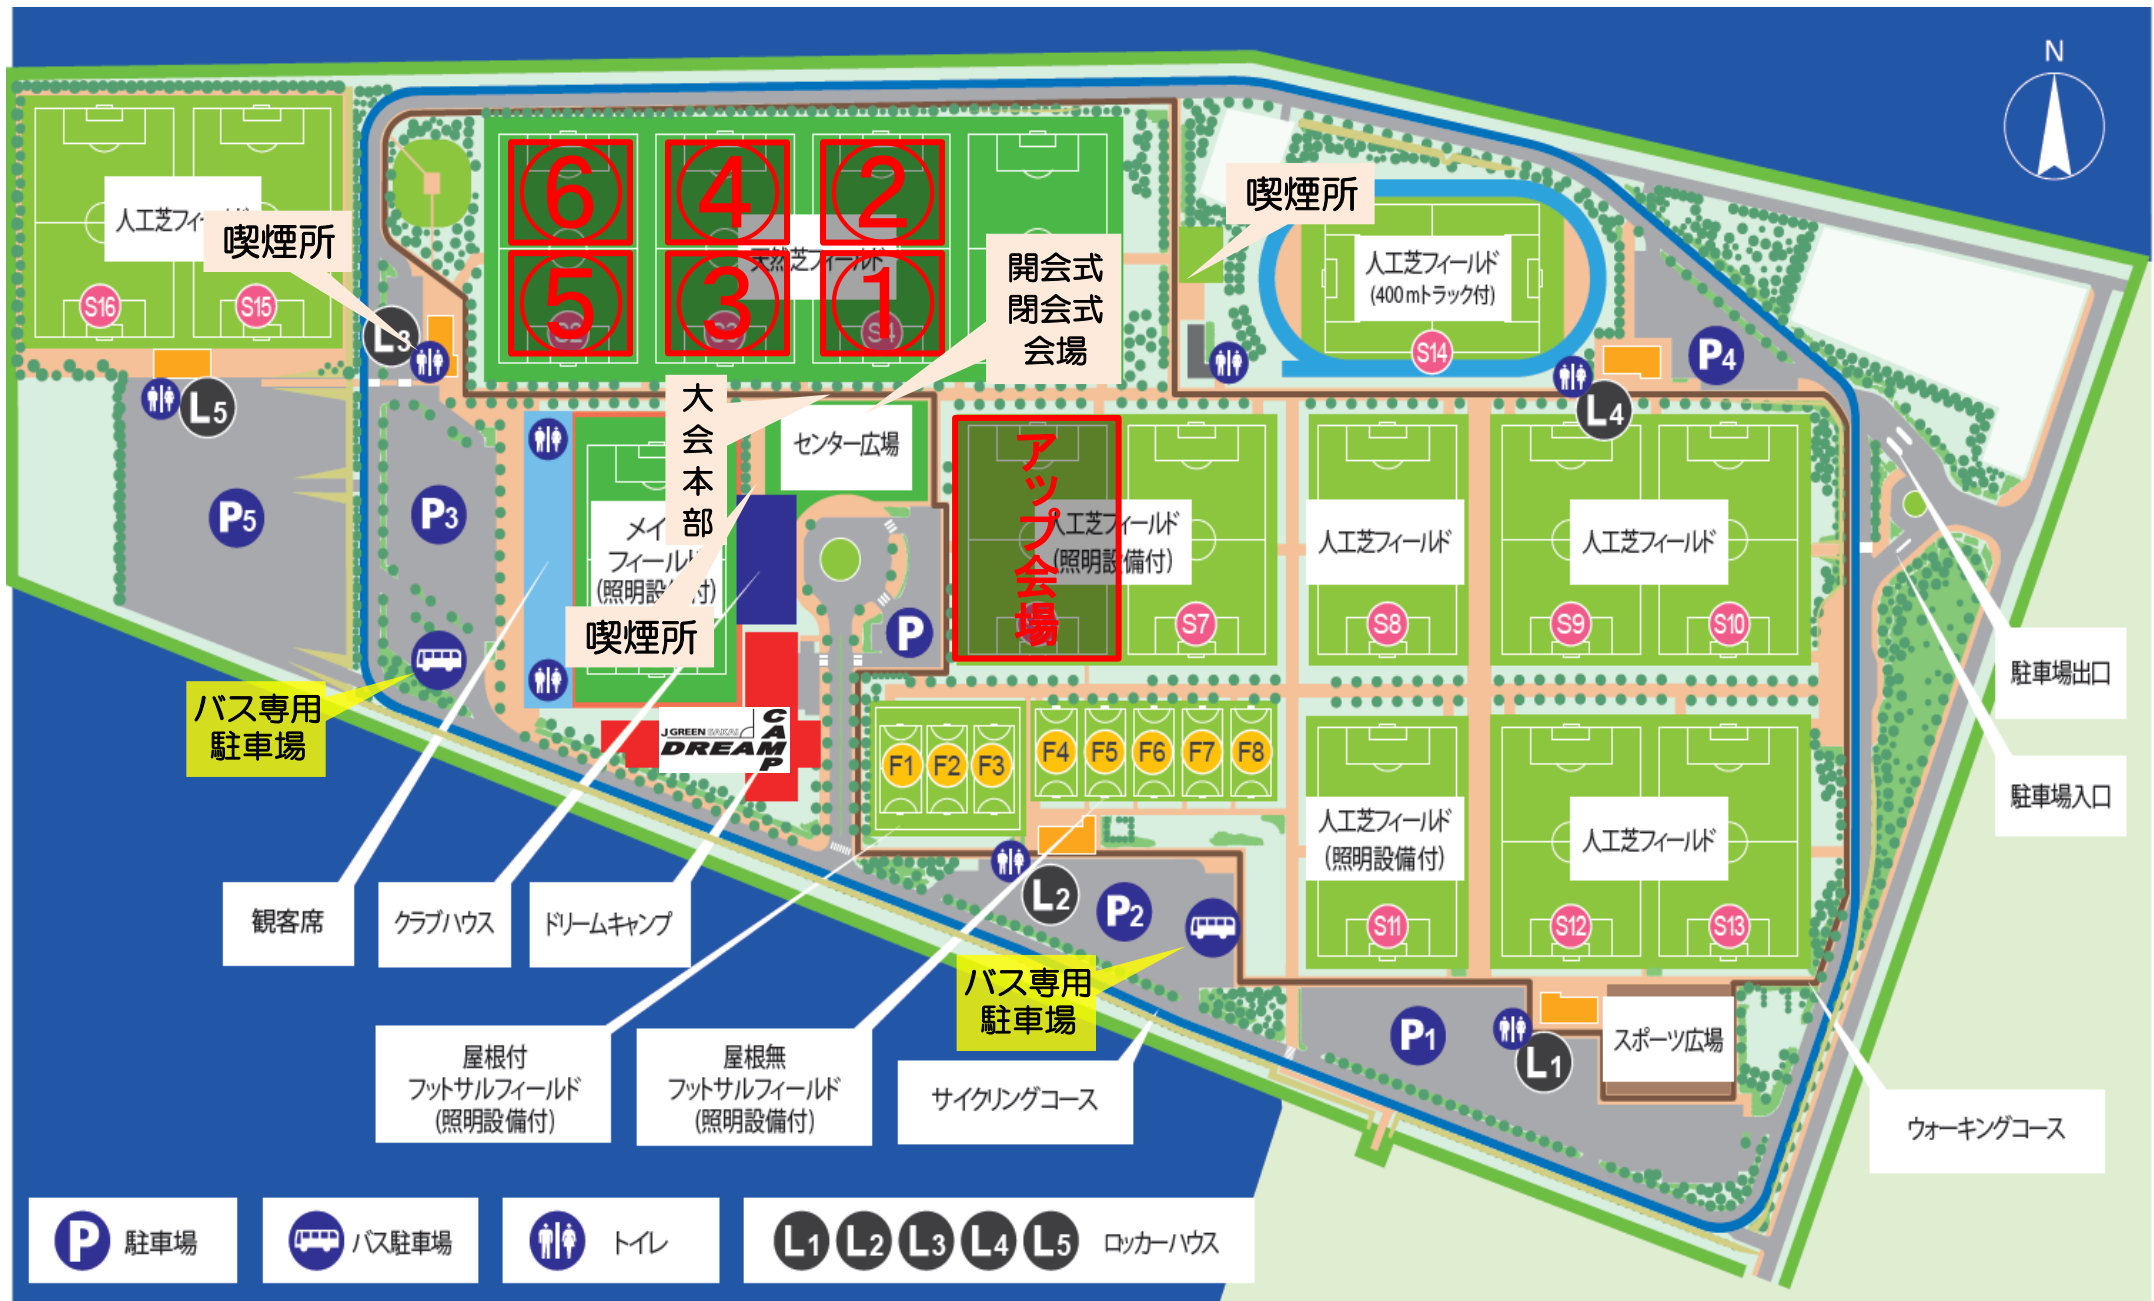 N
人工芝フィールド
喫煙所
S16
S15
L3
L5
P5
P3
⑥
④
②
天然芝フィールド
⑤
③
①
S4
開会式
閉会式
会場
喫煙所
人工芝フィールド
(400mトラック付)
S14
P4
L4
大会本部
センター広場
メイン
フィールド
(照明設備付)
喫煙所
P
アップ会場
人工芝フィールド
(照明設備付)
S7
人工芝フィールド
S8
人工芝フィールド
S9
S10
駐車場出口
駐車場入口
バス専用
駐車場
J GREEN SAKAI
DREAM
CAMP
F1
F2
F3
F4
F5
F6
F7
F8
人工芝フィールド
(照明設備付)
S11
人工芝フィールド
S12
S13
観客席
クラブハウス
ドリームキャンプ
L2
P2
バス専用
駐車場
P1
L1
スポーツ広場
屋根付
フットサルフィールド
(照明設備付)
屋根無
フットサルフィールド
(照明設備付)
サイクリングコース
ウォーキングコース
P 駐車場
バス駐車場
トイレ
L1 L2 L3 L4 L5 ロッカーハウス